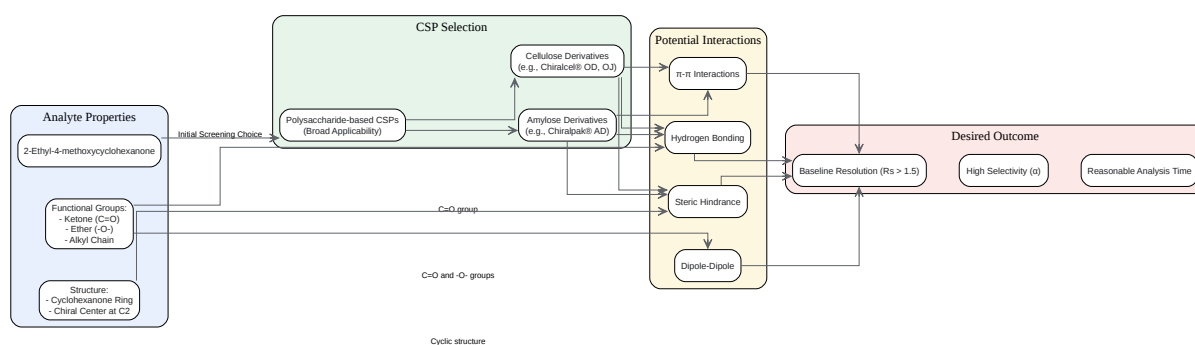 CSP Selection
Cellulose Derivatives
(e.g., Chiralcel® OD, OJ)
Polysaccharide-based CSPs
(Broad Applicability)
Amylose Derivatives
(e.g., Chiralpak® AD)
Potential Interactions
π-π Interactions
Hydrogen Bonding
Steric Hindrance
Dipole-Dipole
Analyte Properties
2-Ethyl-4-methoxycyclohexanone
Functional Groups:
- Ketone (C=O)
- Ether (-O-)
- Alkyl Chain
Structure:
- Cyclohexanone Ring
- Chiral Center at C2
Initial Screening Choice
C=O group
C=O and -O- groups
Cyclic structure
Desired Outcome
Baseline Resolution (Rs > 1.5)
High Selectivity (α)
Reasonable Analysis Time